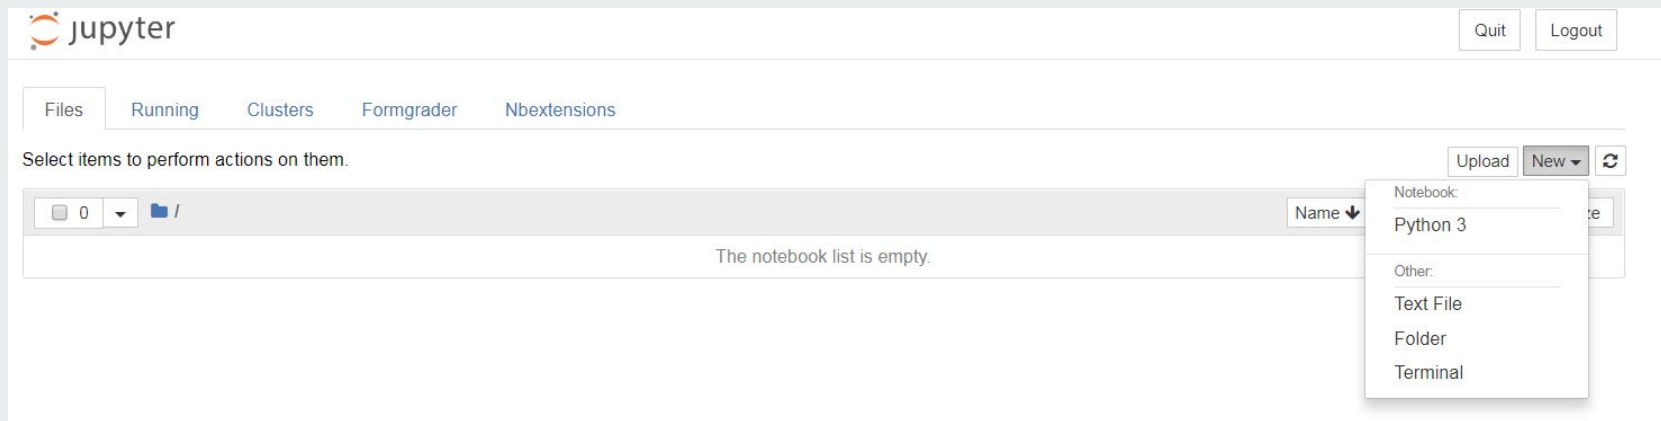 jupyter
Quit Logout
Files Running Clusters Formgrader Nbextensions
Select items to perform actions on them.
Upload New
0 / Name
The notebook list is empty.
Notebook:
Python 3
Other:
Text File
Folder
Terminal